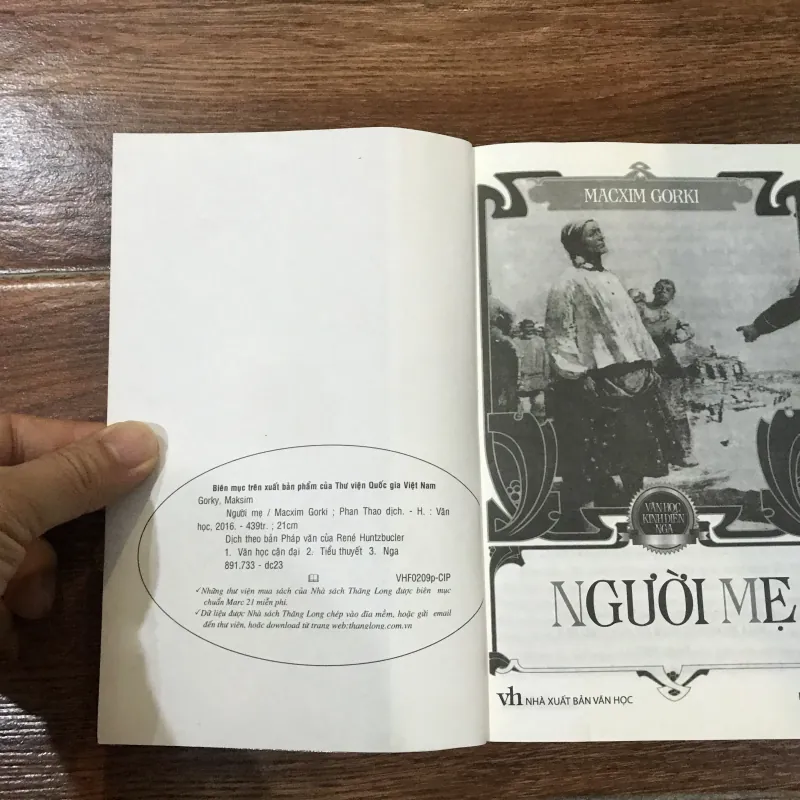 Biên mục trên xuất bản phẩm của Thư viện Quốc gia Việt Nam
Gorky, Maksim
Người mẹ / Macxim Gorki ; Phan Thao dịch. - H. : Văn
học, 2016. - 439tr. ; 21cm
Dịch theo bản Pháp văn của René Huntzbucler
1. Văn học cận đại 2. Tiểu thuyết 3. Nga
891.733 - dc23
VHF0209p-CIP
✓Những thư viện mua sách của Nhà sách Thăng Long được biên mục
chuẩn Marc 21 miễn phí.
✓Dữ liệu được Nhà sách Thăng Long chép vào đĩa mềm, hoặc gửi email
đến thư viện, hoăc download từ trang web:thanglong.com.vn
MACXIM GORKI
VĂN HỌC
KINH ĐIỂN
NGA
NGƯỜI MẸ
vh NHÀ XUẤT BẢN VĂN HỌC